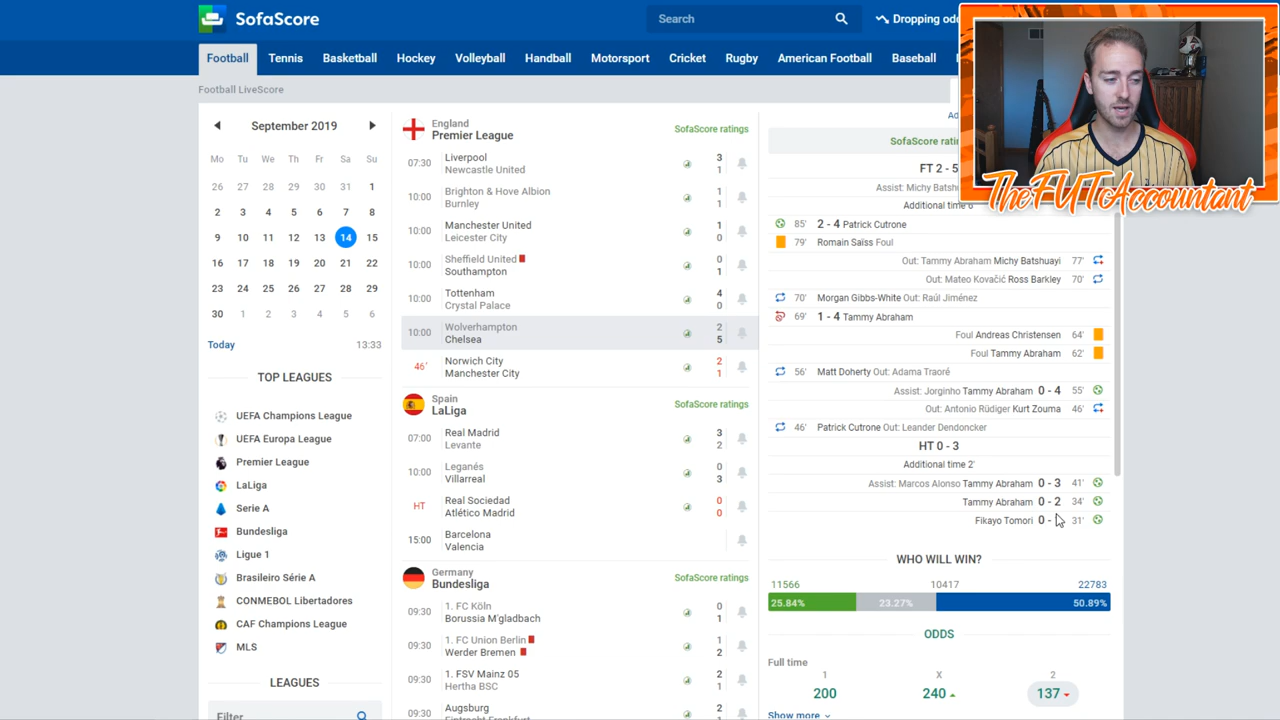 SofaScore
Search
Dropping odd
Football Tennis Basketball Hockey Volleyball Handball Motorsport Cricket Rugby American Football Baseball
Football LiveScore
TheFUTAccountant
September 2019
Mo Tu We Th Fr Sa Su
26 27 28 29 30 31 1
2 3 4 5 6 7 8
9 10 11 12 13 14 15
16 17 18 19 20 21 22
23 24 25 26 27 28 29
30 1 2 3 4 5 6
Today 13:33
TOP LEAGUES
UEFA Champions League
UEFA Europa League
Premier League
LaLiga
Serie A
Bundesliga
Ligue 1
Brasileiro Série A
CONMEBOL Libertadores
CAF Champions League
MLS
LEAGUES
Filter
England
Premier League
SofaScore ratings
07:30 Liverpool 3
Newcastle United 1
10:00 Brighton & Hove Albion 1
Burnley 1
10:00 Manchester United 1
Leicester City 0
10:00 Sheffield United 0
Southampton 1
10:00 Tottenham 4
Crystal Palace 0
10:00 Wolverhampton 2
Chelsea 5
46' Norwich City 2
Manchester City 1
Spain
LaLiga
SofaScore ratings
07:00 Real Madrid 3
Levante 2
10:00 Leganés 0
Villarreal 3
HT Real Sociedad 0
Atlético Madrid 0
15:00 Barcelona
Valencia
Germany
Bundesliga
SofaScore ratings
09:30 1. FC Köln 0
Borussia M'gladbach 1
09:30 1. FC Union Berlin 1
Werder Bremen 2
09:30 1. FSV Mainz 05 2
Hertha BSC 1
09:30 Augsburg 2
Eintracht Frankfurt 1
Ad
SofaScore rati
FT 2 - 5
Assist: Michy Batsh
Additional time 6
85' 2 - 4 Patrick Cutrone
79' Romain Saïss Foul
Out: Tammy Abraham Michy Batshuayi 77'
Out: Mateo Kovačić Ross Barkley 70'
70' Morgan Gibbs-White Out: Raúl Jiménez
69' 1 - 4 Tammy Abraham
Foul Andreas Christensen 64'
Foul Tammy Abraham 62'
56' Matt Doherty Out: Adama Traoré
Assist: Jorginho Tammy Abraham 0 - 4 55'
Out: Antonio Rüdiger Kurt Zouma 46'
46' Patrick Cutrone Out: Leander Dendoncker
HT 0 - 3
Additional time 2'
Assist: Marcos Alonso Tammy Abraham 0 - 3 41'
Tammy Abraham 0 - 2 34'
Fikayo Tomori 0 - 31'
WHO WILL WIN?
11566 10417 22783
25.84% 23.27% 50.89%
ODDS
Full time
1 X 2
200 240 137
Show more